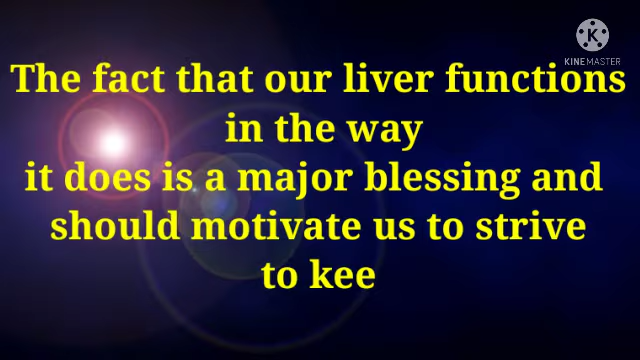 KINEMASTER
The fact that our liver functions
in the way
it does is a major blessing and
should motivate us to strive
to kee